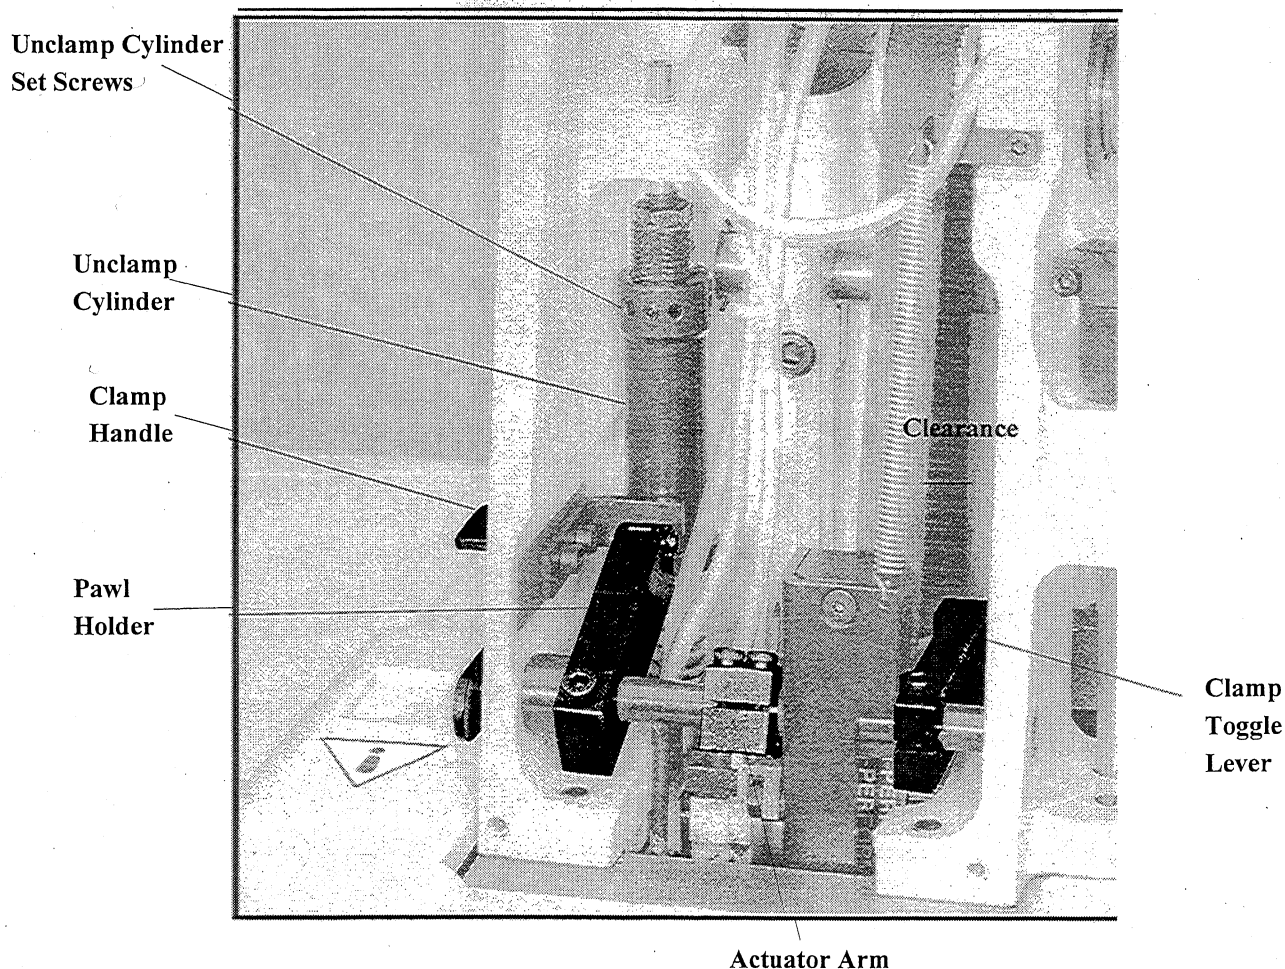 Unclamp Cylinder
Set Screws
Unclamp
Cylinder
Clamp
Handle
Clearance
Pawl
Holder
Clamp
Toggle
Lever
Actuator Arm